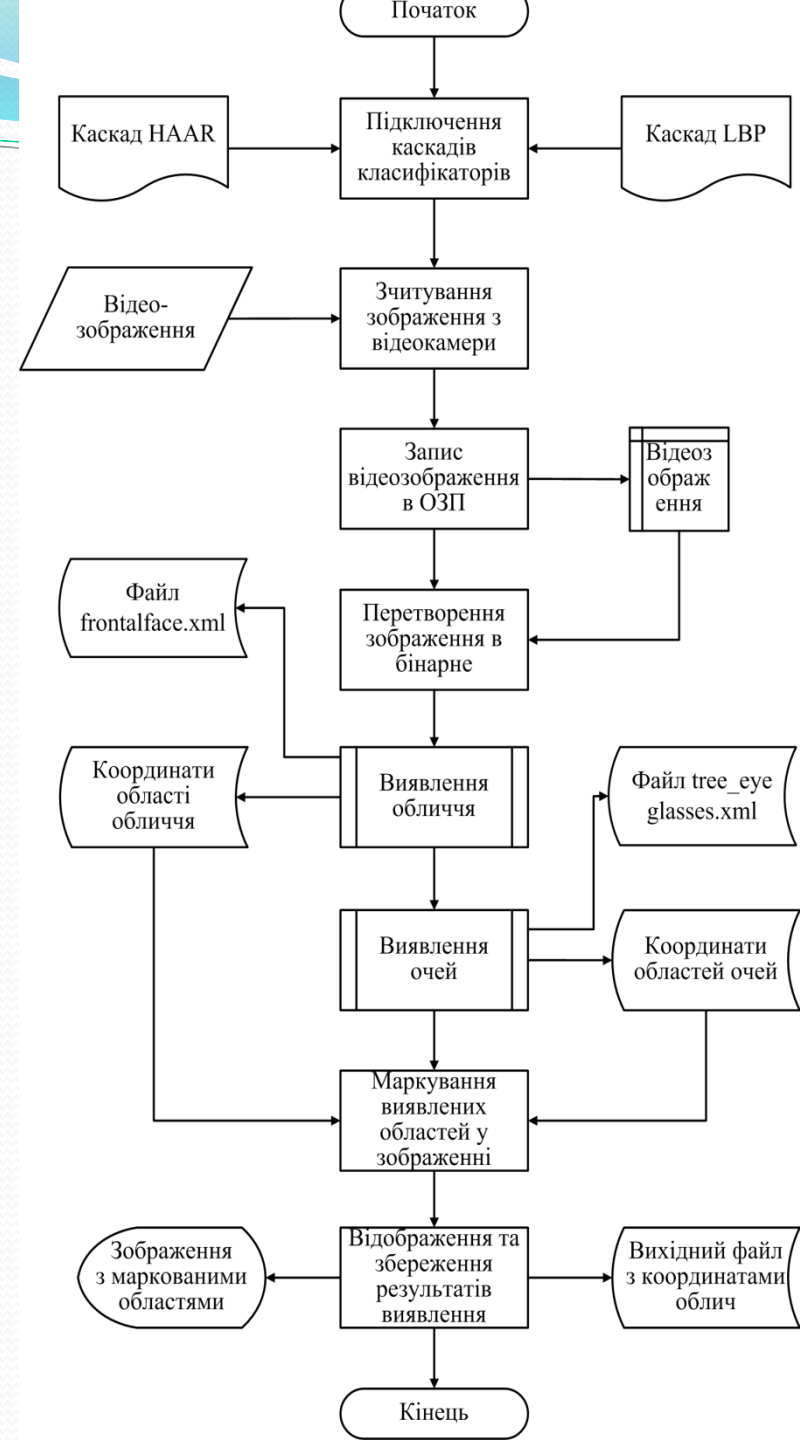 Початок
Каскад HAAR
Підключення
каскадів
класифікаторів
Каскад LBP
Відео-
зображення
Зчитування
зображення з
відеокамери
Запис
відеозображення
в ОЗП
Відеоз
ображ
ення
Файл
frontalface.xml
Перетворення
зображення в
бінарне
Координати
області
обличчя
Виявлення
обличчя
Файл tree_eye
glasses.xml
Виявлення
очей
Координати
областей очей
Маркування
виявлених
областей у
зображенні
Зображення
з маркованими
областями
Відображення та
збереження
результатів
виявлення
Вихідний файл
з координатами
облич
Кінець